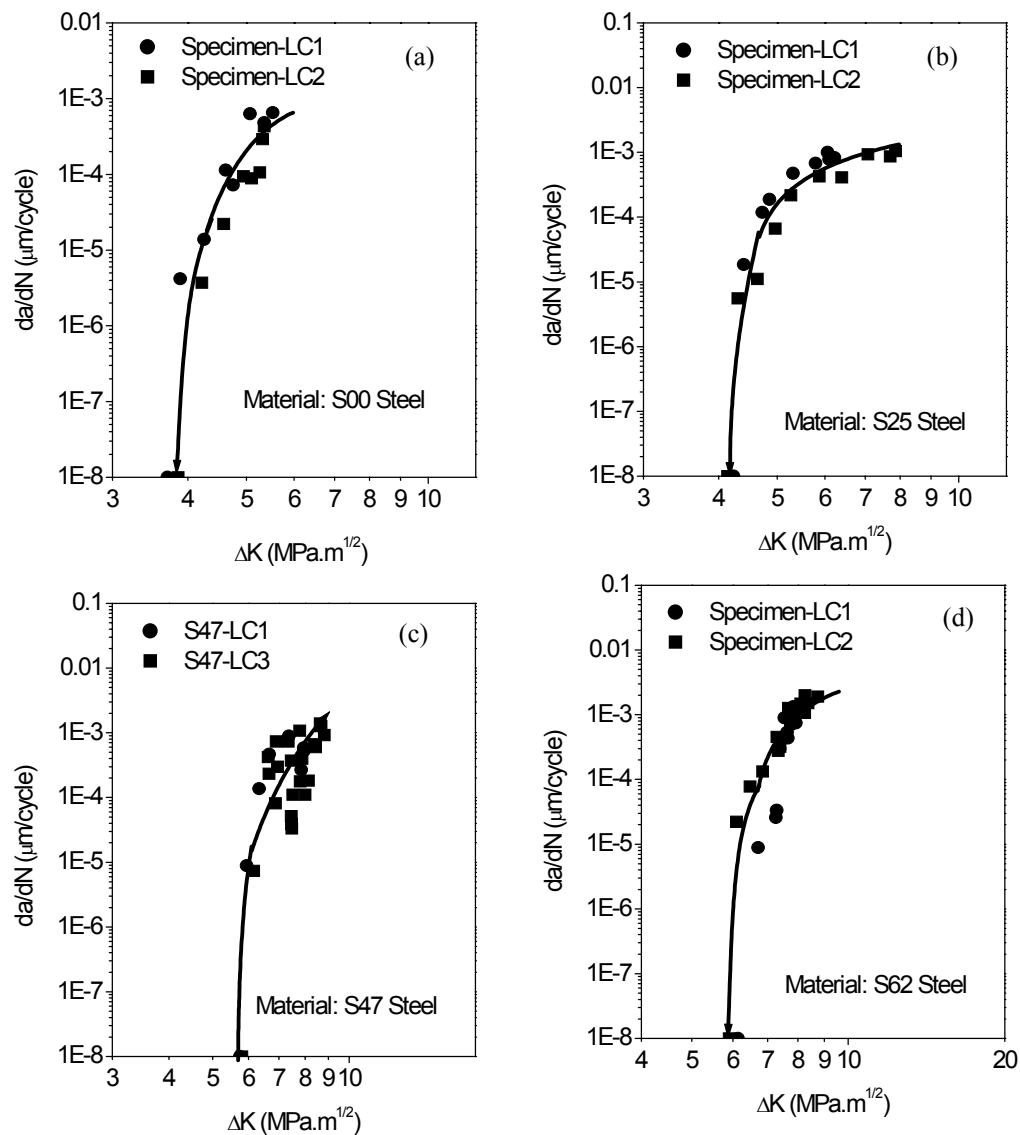 0.01
1E-3
1E-4
1E-5
1E-6
1E-7
1E-8
da/dN (μm/cycle)
Specimen-LC1
Specimen-LC2
(a)
Material: S00 Steel
3 4 5 6 7 8 9 10
ΔK (MPa.m^1/2)
0.1
0.01
1E-3
1E-4
1E-5
1E-6
1E-7
1E-8
da/dN (μm/cycle)
Specimen-LC1
Specimen-LC2
(b)
Material: S25 Steel
3 4 5 6 7 8 9 10
ΔK (MPa.m^1/2)
0.1
0.01
1E-3
1E-4
1E-5
1E-6
1E-7
1E-8
da/dN (μm/cycle)
S47-LC1
S47-LC3
(c)
Material: S47 Steel
3 4 5 6 7 8 9 10
ΔK (MPa.m^1/2)
0.1
0.01
1E-3
1E-4
1E-5
1E-6
1E-7
1E-8
da/dN (μm/cycle)
Specimen-LC1
Specimen-LC2
(d)
Material: S62 Steel
4 5 6 7 8 9 10 20
ΔK (MPa.m^1/2)